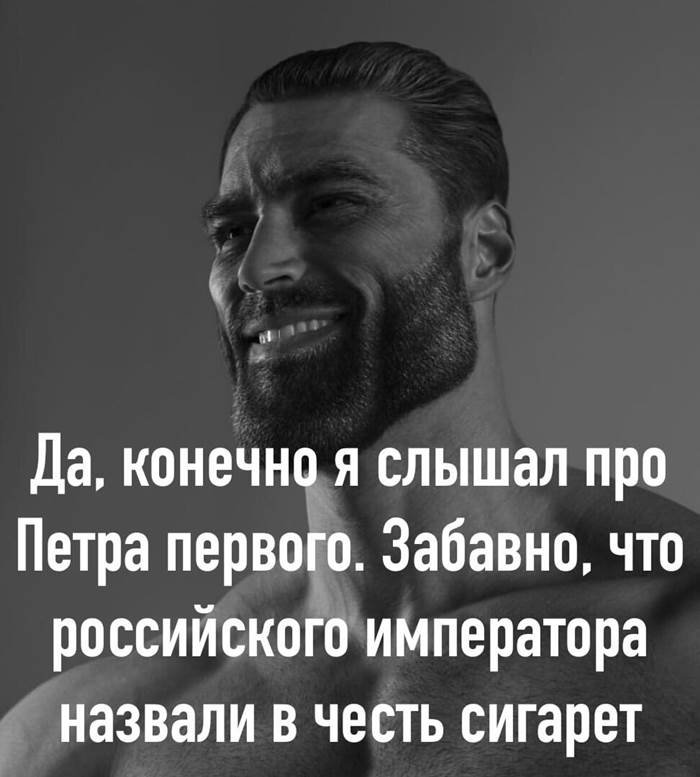 Да, конечно я слышал про
Петра первого. Забавно, что
российского императора
назвали в честь сигарет